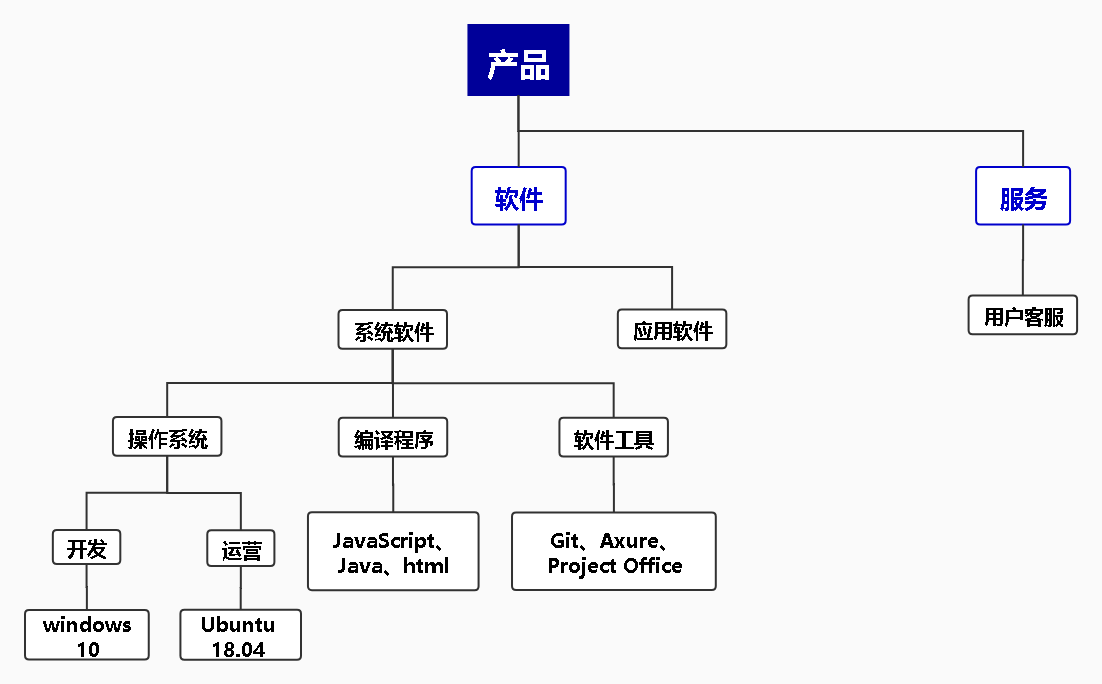 产品
软件
服务
系统软件
应用软件
用户客服
操作系统
编译程序
软件工具
开发
运营
JavaScript、
Java、html
Git、Axure、
Project Office
windows
10
Ubuntu
18.04